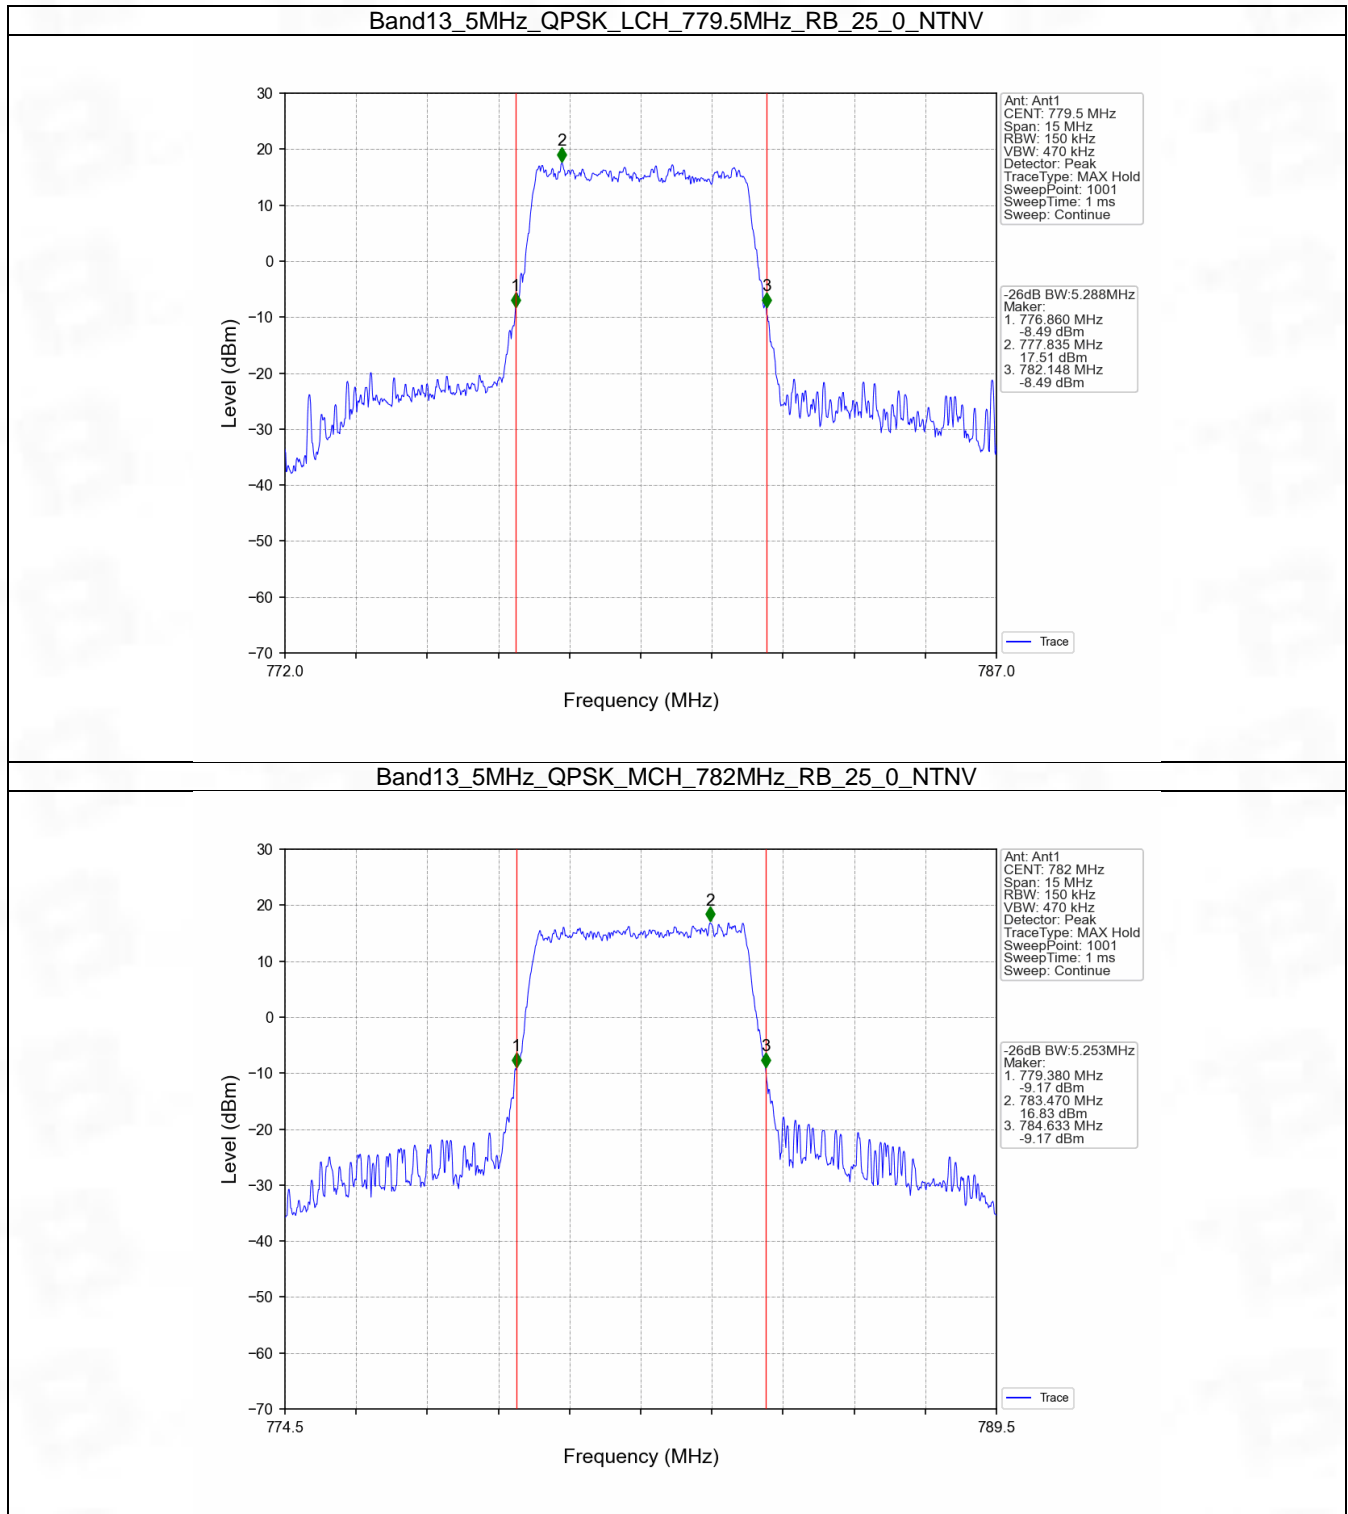 Band13_5MHz_QPSK_LCH_779.5MHz_RB_25_0_NTNV
30
20
10
0
−10
−20
−30
−40
−50
−60
−70
Level (dBm)
1
2
3
772.0
787.0
Frequency (MHz)
Ant: Ant1
CENT: 779.5 MHz
Span: 15 MHz
RBW: 150 kHz
VBW: 470 kHz
Detector: Peak
TraceType: MAX Hold
SweepPoint: 1001
SweepTime: 1 ms
Sweep: Continue
-26dB BW:5.288MHz
Maker:
1. 776.860 MHz
-8.49 dBm
2. 777.835 MHz
17.51 dBm
3. 782.148 MHz
-8.49 dBm
Trace
Band13_5MHz_QPSK_MCH_782MHz_RB_25_0_NTNV
30
20
10
0
−10
−20
−30
−40
−50
−60
−70
Level (dBm)
1
2
3
774.5
789.5
Frequency (MHz)
Ant: Ant1
CENT: 782 MHz
Span: 15 MHz
RBW: 150 kHz
VBW: 470 kHz
Detector: Peak
TraceType: MAX Hold
SweepPoint: 1001
SweepTime: 1 ms
Sweep: Continue
-26dB BW:5.253MHz
Maker:
1. 779.380 MHz
-9.17 dBm
2. 783.470 MHz
16.83 dBm
3. 784.633 MHz
-9.17 dBm
Trace